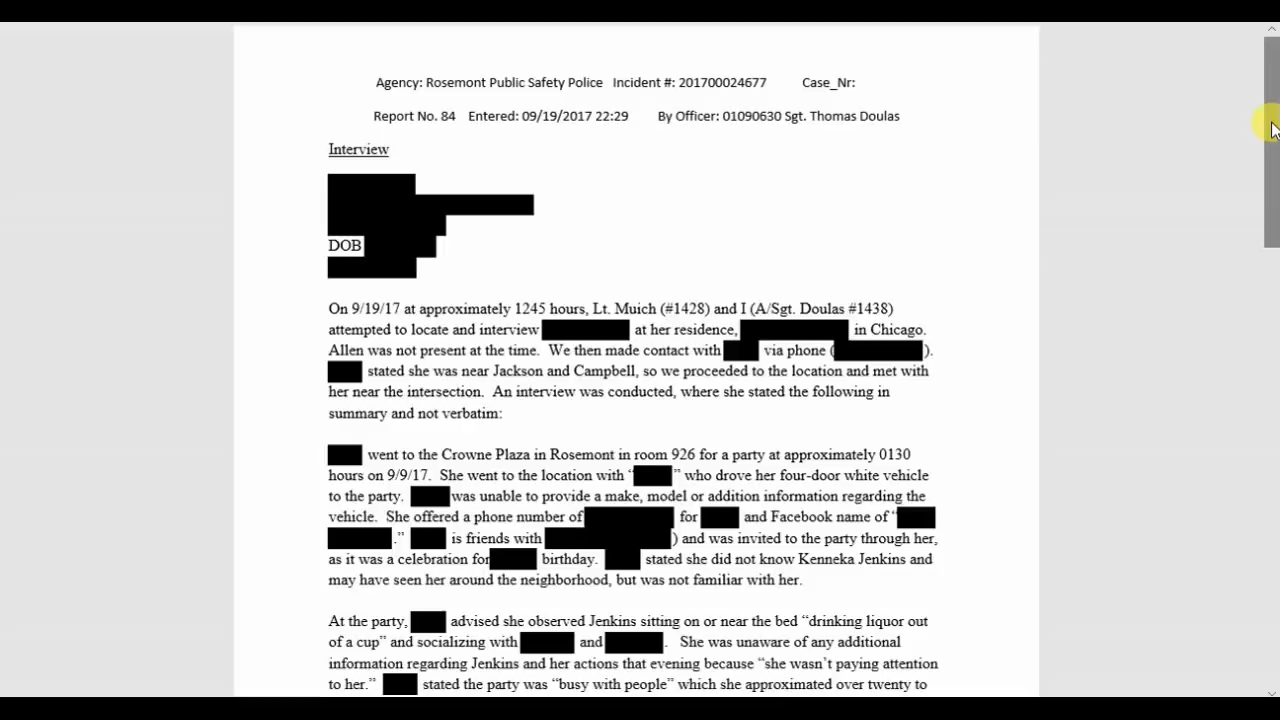 Agency: Rosemont Public Safety Police Incident #: 201700024677 Case_Nr:
Report No. 84 Entered: 09/19/2017 22:29 By Officer: 01090630 Sgt. Thomas Doulas
Interview
DOB
On 9/19/17 at approximately 1245 hours, Lt. Muich (#1428) and I (A/Sgt. Doulas #1438)
attempted to locate and interview at her residence, in Chicago.
Allen was not present at the time. We then made contact with via phone ( ).
stated she was near Jackson and Campbell, so we proceeded to the location and met with
her near the intersection. An interview was conducted, where she stated the following in
summary and not verbatim:
went to the Crowne Plaza in Rosemont in room 926 for a party at approximately 0130
hours on 9/9/17. She went to the location with “ ” who drove her four-door white vehicle
to the party. was unable to provide a make, model or addition information regarding the
vehicle. She offered a phone number of for and Facebook name of “
.” is friends with ) and was invited to the party through her,
as it was a celebration for birthday. stated she did not know Kenneka Jenkins and
may have seen her around the neighborhood, but was not familiar with her.
At the party, advised she observed Jenkins sitting on or near the bed “drinking liquor out
of a cup” and socializing with and . She was unaware of any additional
information regarding Jenkins and her actions that evening because “she wasn’t paying attention
to her.” stated the party was “busy with people” which she approximated over twenty to